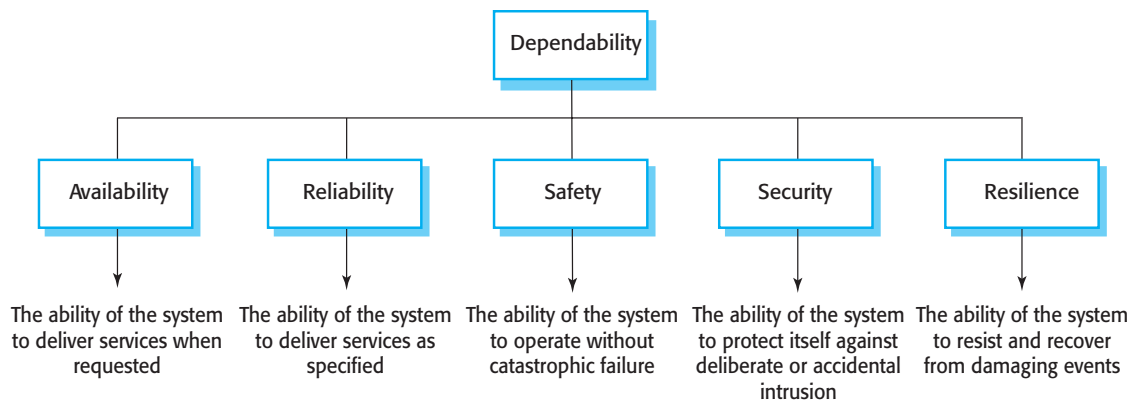 Dependability
Availability
Reliability
Safety
Security
Resilience
The ability of the system
to deliver services when
requested
The ability of the system
to deliver services as
specified
The ability of the system
to operate without
catastrophic failure
The ability of the system
to protect itself against
deliberate or accidental
intrusion
The ability of the system
to resist and recover
from damaging events